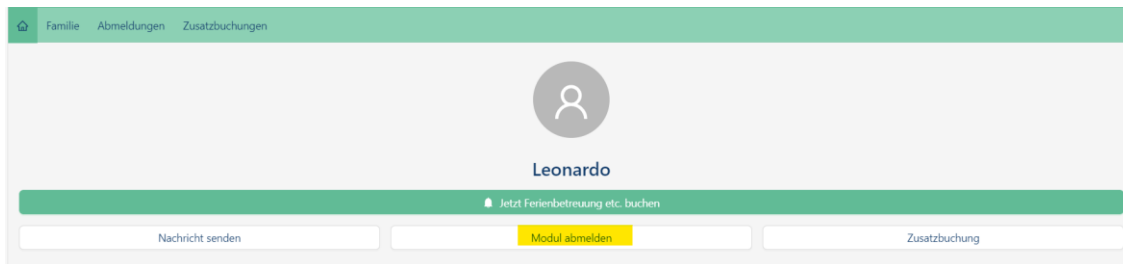 Familie Abmeldungen Zusatzbuchungen
Leonardo
Jetzt Ferienbetreuung etc. buchen
Nachricht senden Modul abmelden Zusatzbuchung